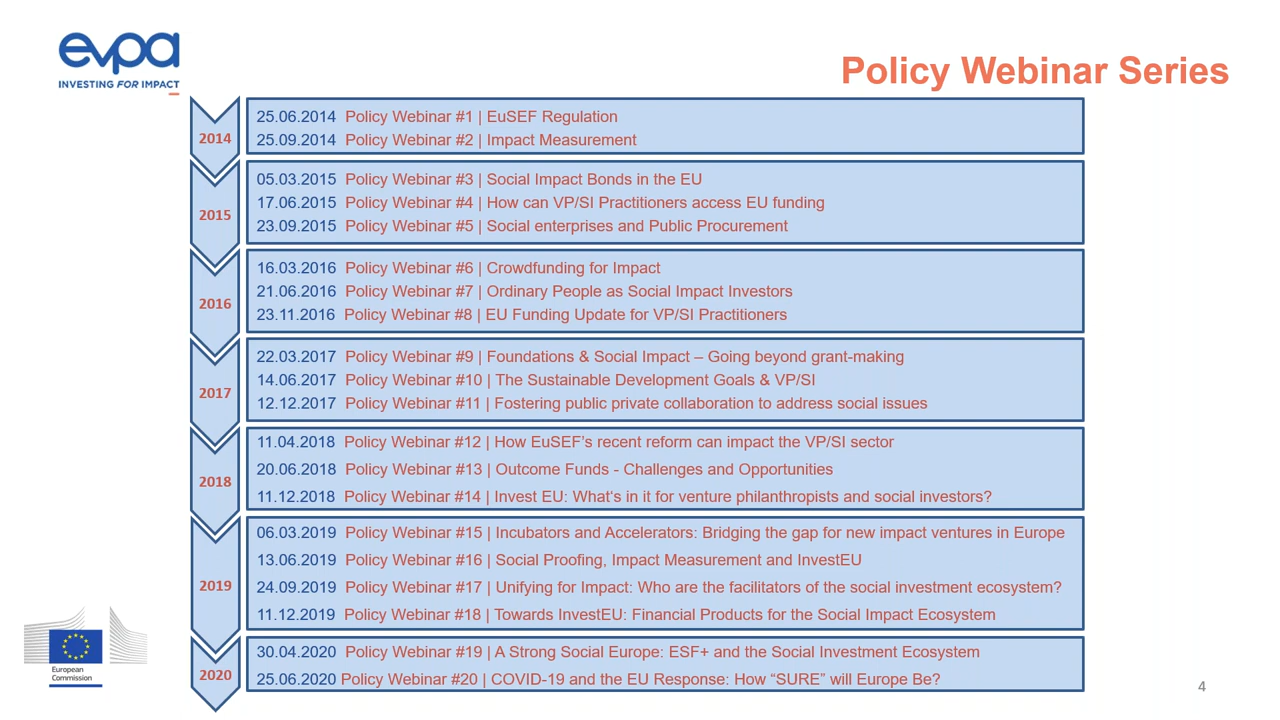 evpa
INVESTING FOR IMPACT
Policy Webinar Series
2014
25.06.2014 Policy Webinar #1 | EuSEF Regulation
25.09.2014 Policy Webinar #2 | Impact Measurement
2015
05.03.2015 Policy Webinar #3 | Social Impact Bonds in the EU
17.06.2015 Policy Webinar #4 | How can VP/SI Practitioners access EU funding
23.09.2015 Policy Webinar #5 | Social enterprises and Public Procurement
2016
16.03.2016 Policy Webinar #6 | Crowdfunding for Impact
21.06.2016 Policy Webinar #7 | Ordinary People as Social Impact Investors
23.11.2016 Policy Webinar #8 | EU Funding Update for VP/SI Practitioners
2017
22.03.2017 Policy Webinar #9 | Foundations & Social Impact – Going beyond grant-making
14.06.2017 Policy Webinar #10 | The Sustainable Development Goals & VP/SI
12.12.2017 Policy Webinar #11 | Fostering public private collaboration to address social issues
2018
11.04.2018 Policy Webinar #12 | How EuSEF's recent reform can impact the VP/SI sector
20.06.2018 Policy Webinar #13 | Outcome Funds - Challenges and Opportunities
11.12.2018 Policy Webinar #14 | Invest EU: What's in it for venture philanthropists and social investors?
2019
06.03.2019 Policy Webinar #15 | Incubators and Accelerators: Bridging the gap for new impact ventures in Europe
13.06.2019 Policy Webinar #16 | Social Proofing, Impact Measurement and InvestEU
24.09.2019 Policy Webinar #17 | Unifying for Impact: Who are the facilitators of the social investment ecosystem?
11.12.2019 Policy Webinar #18 | Towards InvestEU: Financial Products for the Social Impact Ecosystem
2020
30.04.2020 Policy Webinar #19 | A Strong Social Europe: ESF+ and the Social Investment Ecosystem
25.06.2020 Policy Webinar #20 | COVID-19 and the EU Response: How “SURE” will Europe Be?
European
Commission
4